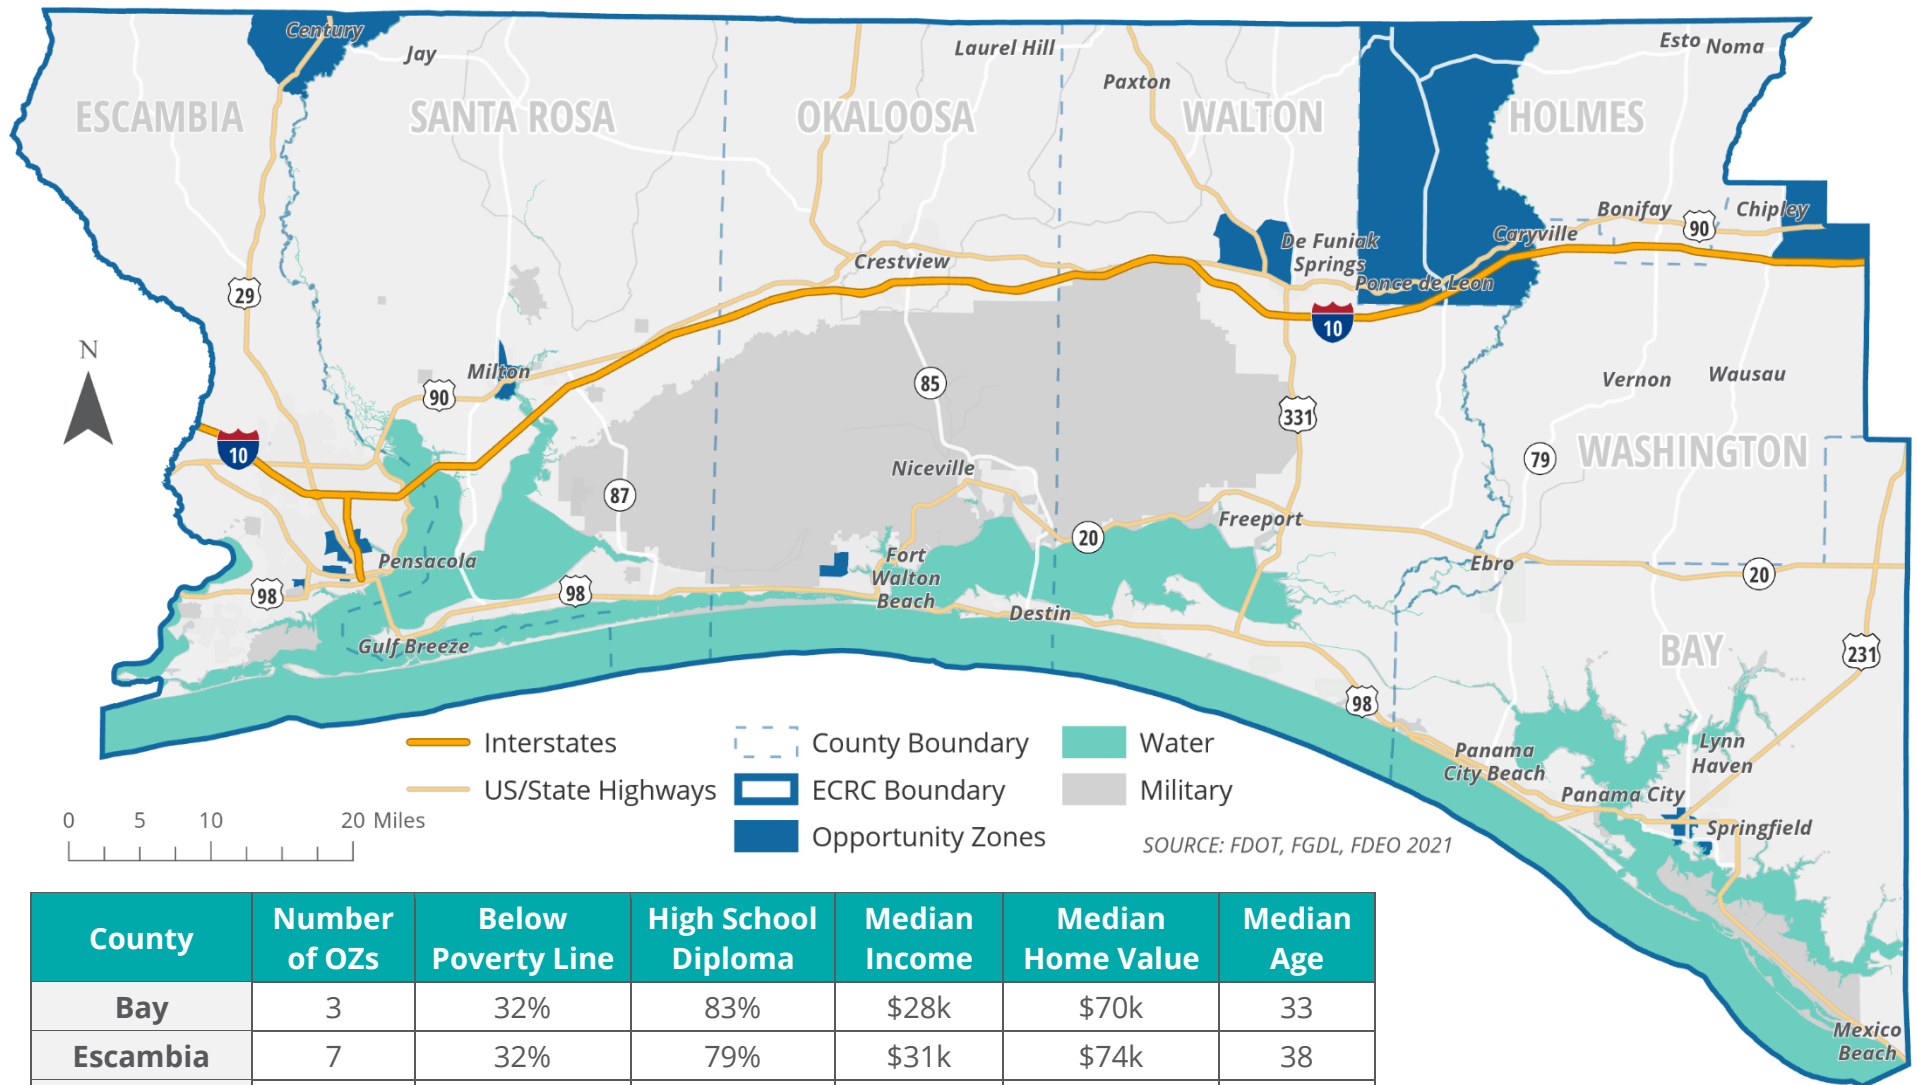 Century
Jay
Laurel Hill
Paxton
Esto
Noma
ESCAMBIA
SANTA ROSA
OKALOOSA
WALTON
HOLMES
Bonifay
90
Chipley
Caryville
De Funiak
Springs
Crestview
Ponce de Leon
29
10
N
Milton
90
85
331
Vernon
Wausau
WASHINGTON
10
79
Niceville
87
Freeport
20
Pensacola
Fort
Walton
Beach
Ebro
20
98
98
Destin
Gulf Breeze
BAY
231
98
Interstates
County Boundary
Water
US/State Highways
ECRC Boundary
Military
Opportunity Zones
SOURCE: FDOT, FGDL, FDEO 2021
0 5 10 20 Miles
Panama
City Beach
Lynn
Haven
Panama City
Springfield
Mexico
Beach
County
Number
of OZs
Below
Poverty Line
High School
Diploma
Median
Income
Median
Home Value
Median
Age
Bay 3 32% 83% $28k $70k 33
Escambia 7 32% 79% $31k $74k 38